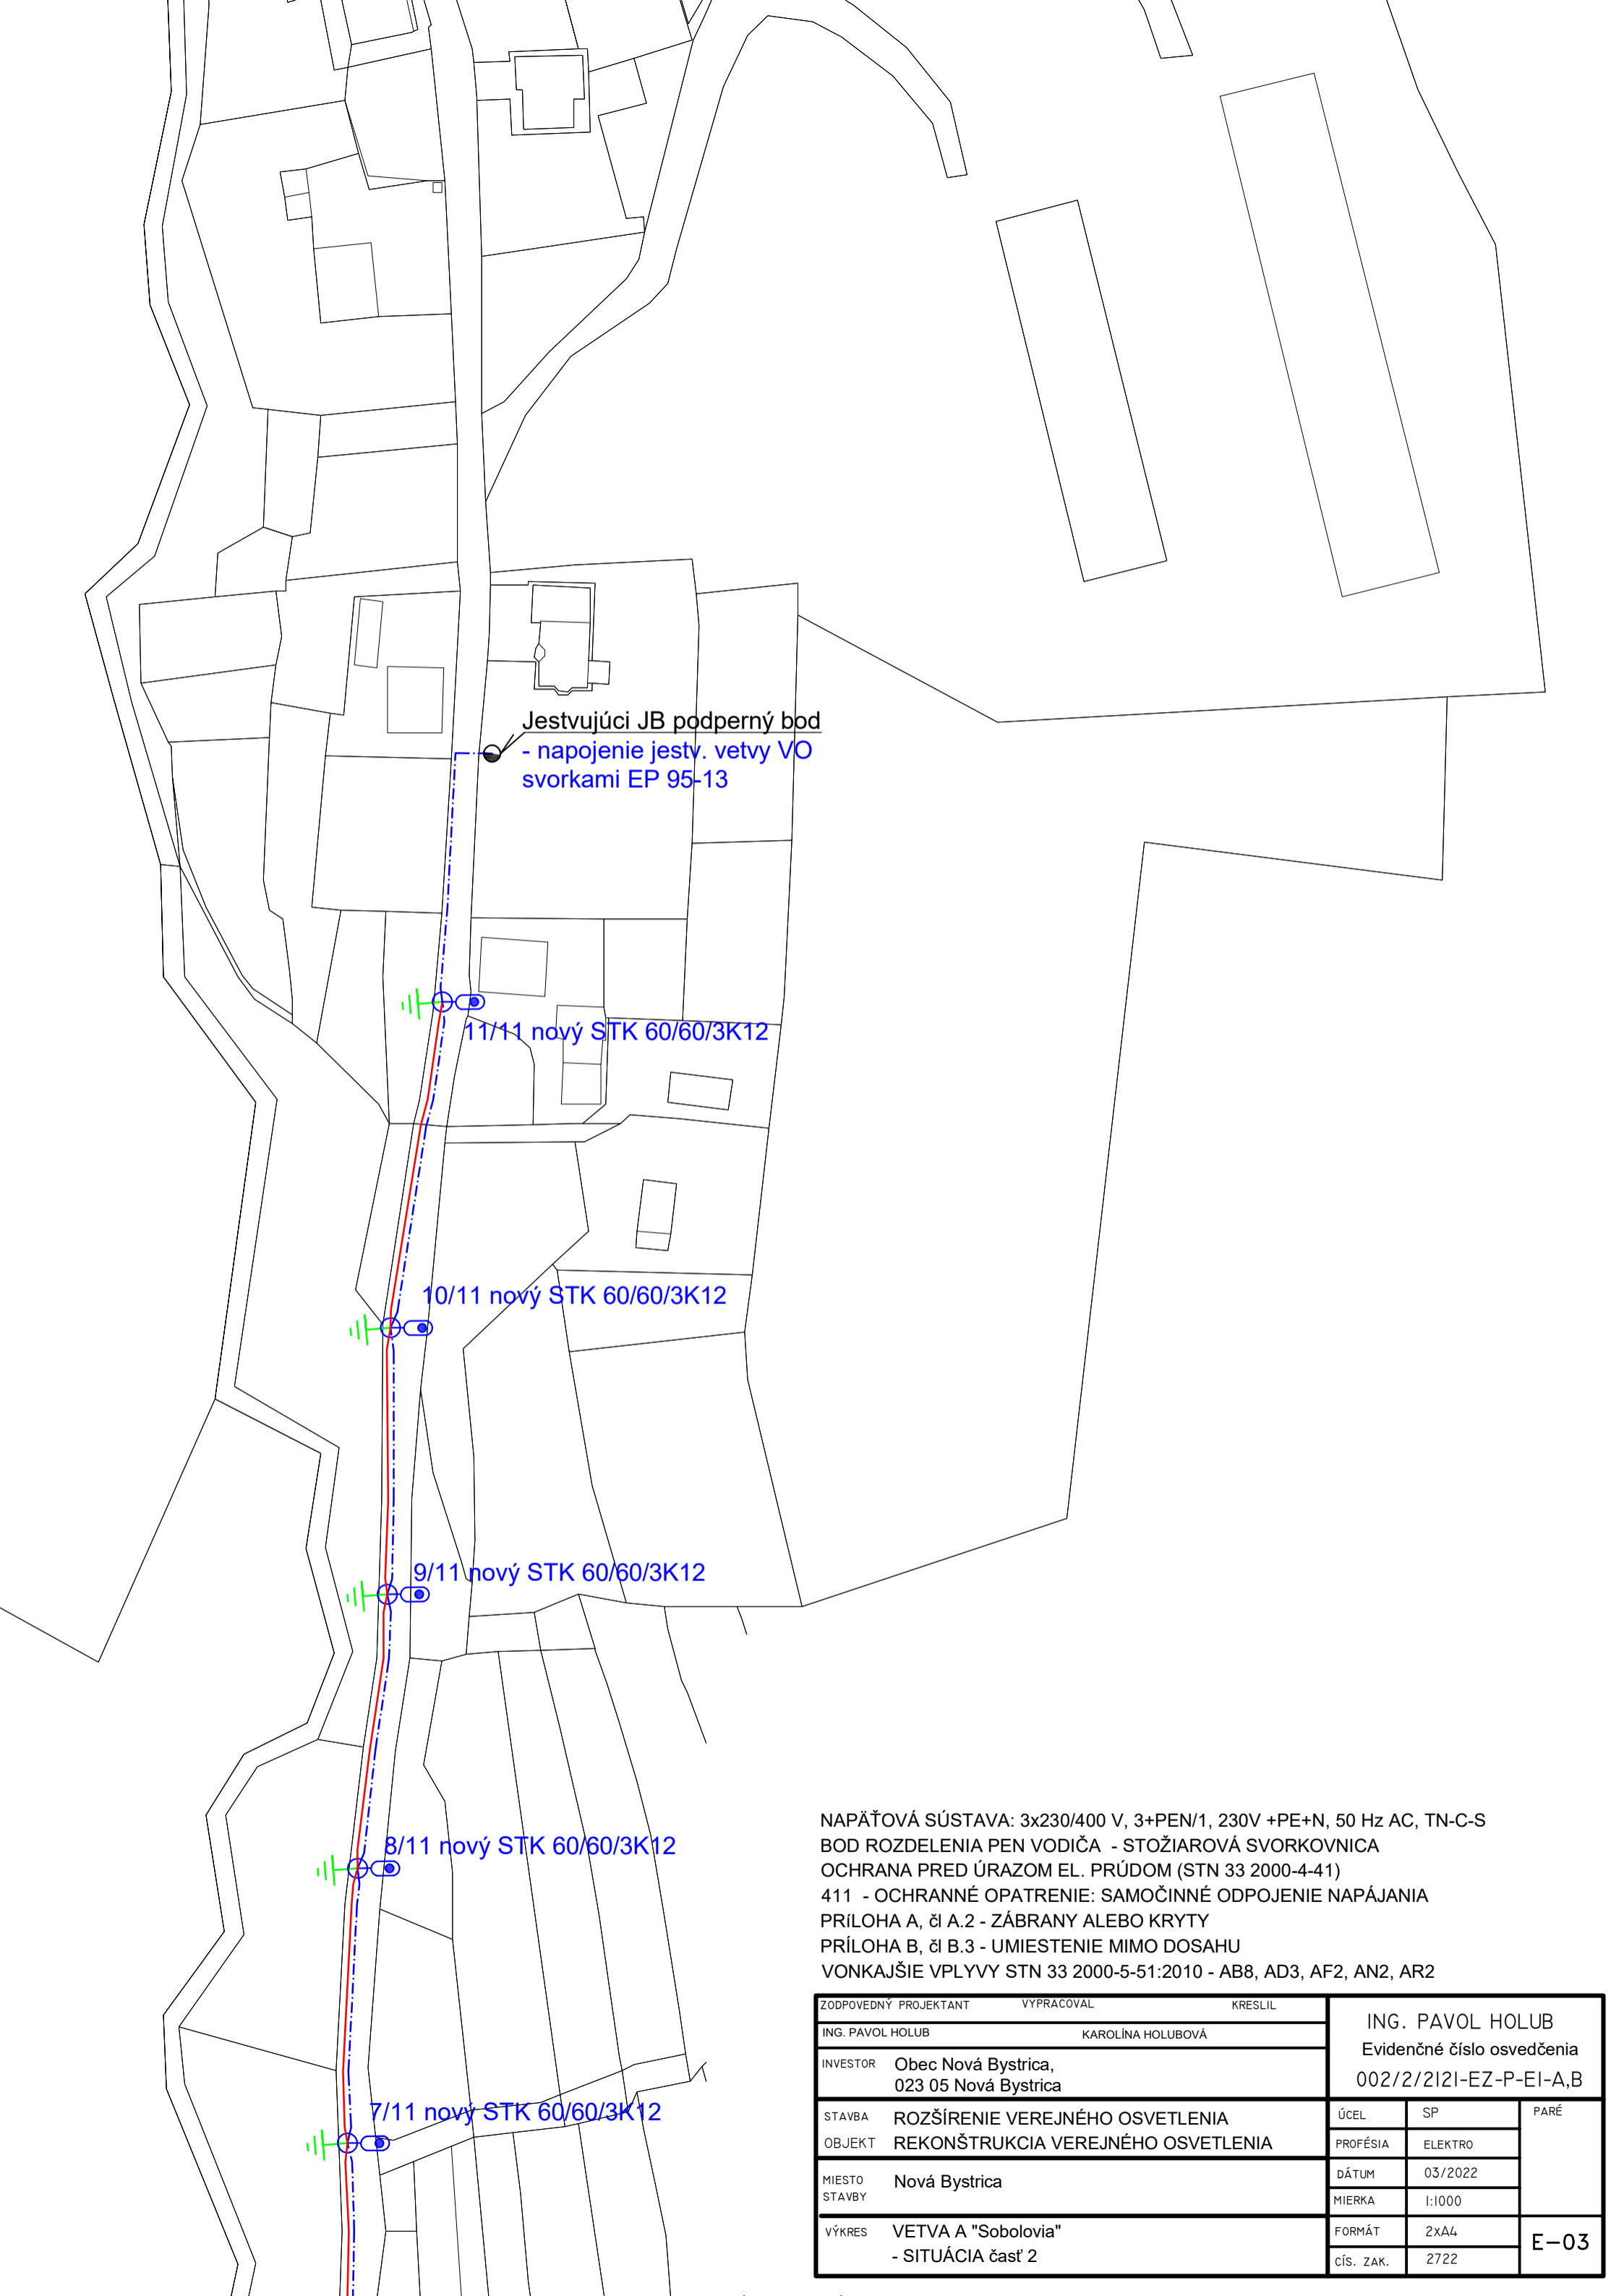 Jestvujúci JB podperný bod
- napojenie jestv. vetvy VO
svorkami EP 95-13
11/11 nový STK 60/60/3K12
10/11 nový STK 60/60/3K12
9/11 nový STK 60/60/3K12
8/11 nový STK 60/60/3K12
7/11 nový STK 60/60/3K12
NAPÄŤOVÁ SÚSTAVA: 3x230/400 V, 3+PEN/1, 230V +PE+N, 50 Hz AC, TN-C-S
BOD ROZDELENIA PEN VODIČA - STOŽIAROVÁ SVORKOVNICA
OCHRANA PRED ÚRAZOM EL. PRÚDOM (STN 33 2000-4-41)
411 - OCHRANNÉ OPATRENIE: SAMOČINNÉ ODPOJENIE NAPÁJANIA
PRíLOHA A, čl A.2 - ZÁBRANY ALEBO KRYTY
PRÍLOHA B, čl B.3 - UMIESTENIE MIMO DOSAHU
VONKAJŠIE VPLYVY STN 33 2000-5-51:2010 - AB8, AD3, AF2, AN2, AR2
ZODPOVEDNÝ PROJEKTANT VYPRACOVAL KRESLIL
ING. PAVOL HOLUB KAROLÍNA HOLUBOVÁ
INVESTOR Obec Nová Bystrica,
023 05 Nová Bystrica
STAVBA ROZŠÍRENIE VEREJNÉHO OSVETLENIA
OBJEKT REKONŠTRUKCIA VEREJNÉHO OSVETLENIA
MIESTO STAVBY Nová Bystrica
VÝKRES VETVA A "Sobolovia"
- SITUÁCIA časť 2
ING. PAVOL HOLUB
Evidenčné číslo osvedčenia
002/2/2121-EZ-P-E1-A,B
ÚCEL SP PARÉ
PROFÉSIA ELEKTRO
DÁTUM 03/2022
MIERKA 1:1000
FORMÁT 2xA4
CÍS. ZAK. 2722
E-03